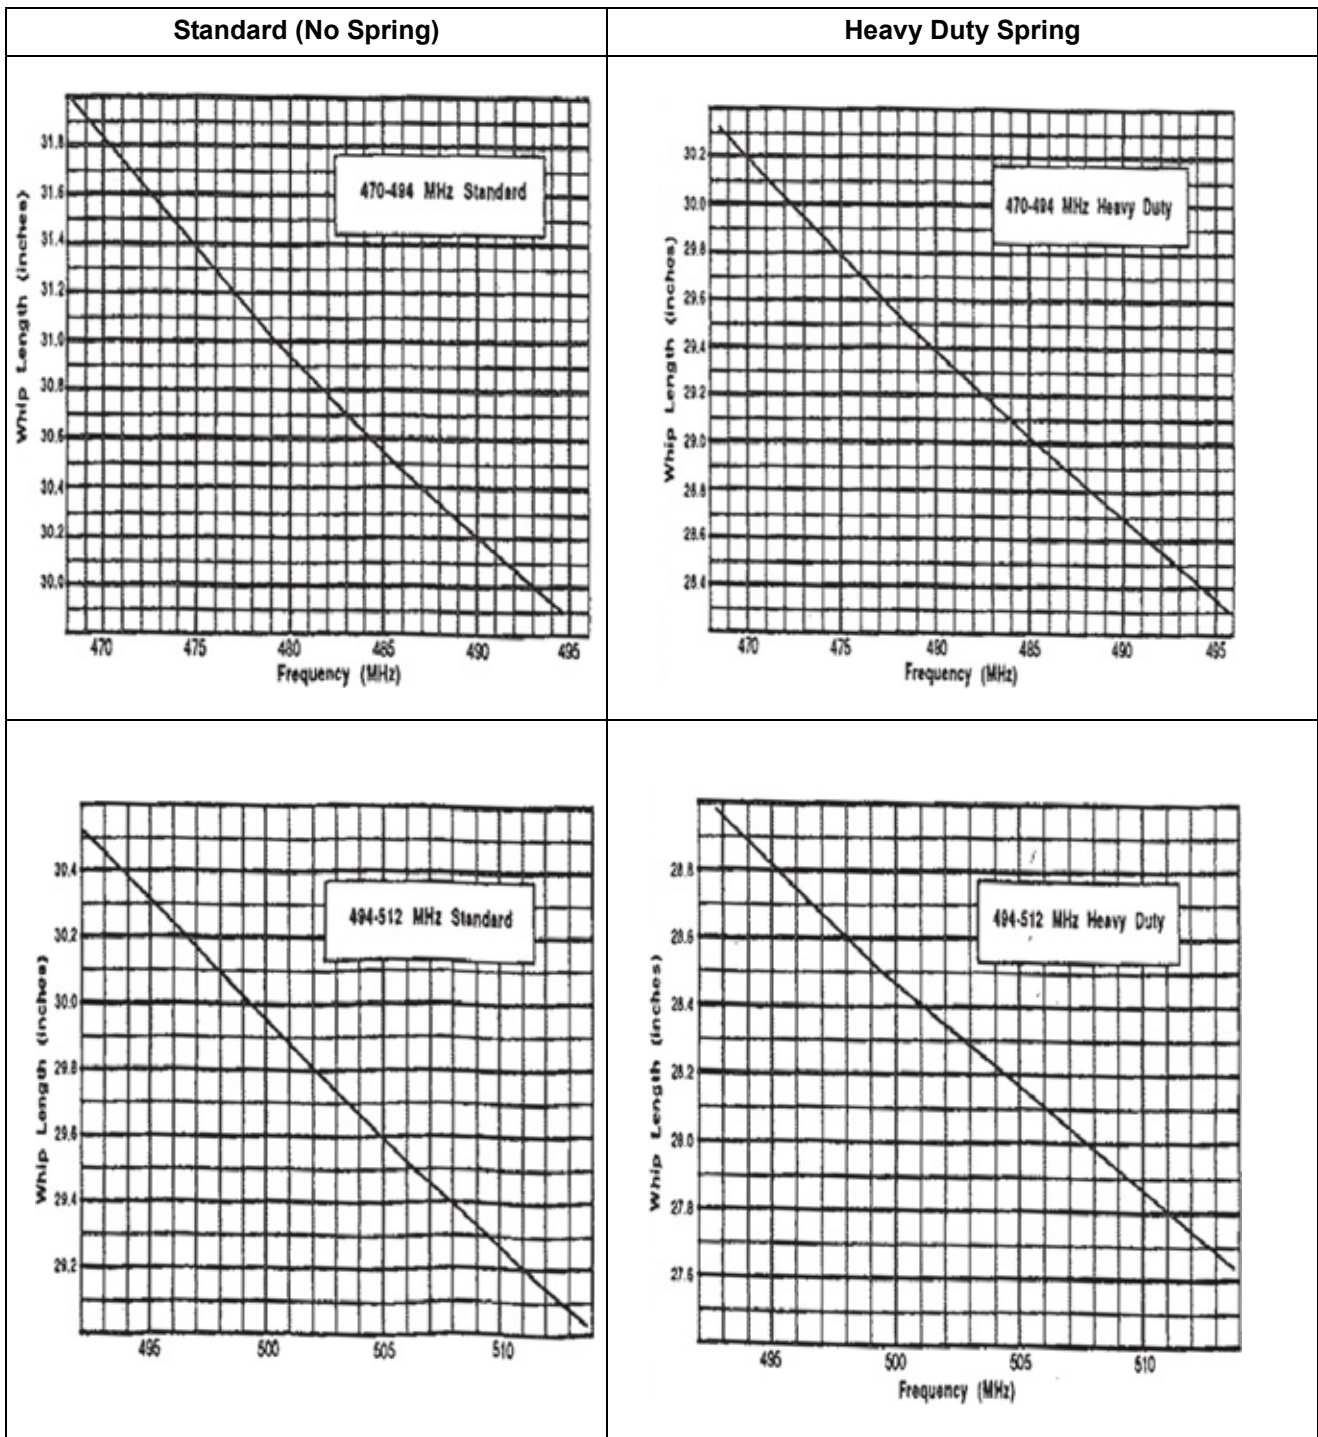 Standard (No Spring)
Heavy Duty Spring
470-494 MHz Standard
Whip Length (inches)
31.8
31.6
31.4
31.2
31.0
30.8
30.6
30.4
30.2
30.0
470 475 480 485 490 495
Frequency (MHz)
470-494 MHz Heavy Duty
Whip Length (inches)
30.2
30.0
29.8
29.6
29.4
29.2
29.0
28.8
28.6
28.4
470 475 480 485 490 495
Frequency (MHz)
494-512 MHz Standard
Whip Length (inches)
30.4
30.2
30.0
29.8
29.6
29.4
29.2
495 500 505 510
494-512 MHz Heavy Duty
Whip Length (inches)
28.8
28.6
28.4
28.2
28.0
27.8
27.6
495 500 505 510
Frequency (MHz)